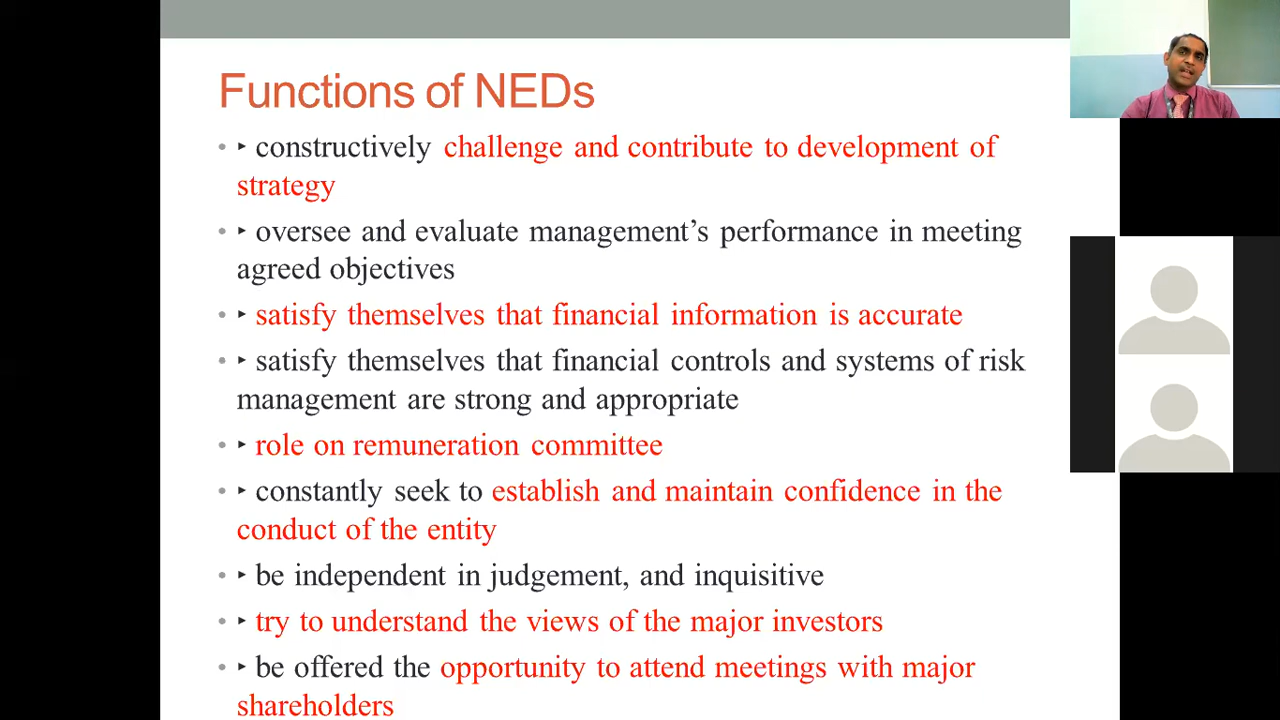 Functions of NEDs
• ‣ constructively challenge and contribute to development of
strategy
• ‣ oversee and evaluate management’s performance in meeting
agreed objectives
• ‣ satisfy themselves that financial information is accurate
• ‣ satisfy themselves that financial controls and systems of risk
management are strong and appropriate
• ‣ role on remuneration committee
• ‣ constantly seek to establish and maintain confidence in the
conduct of the entity
• ‣ be independent in judgement, and inquisitive
• ‣ try to understand the views of the major investors
• ‣ be offered the opportunity to attend meetings with major
shareholders